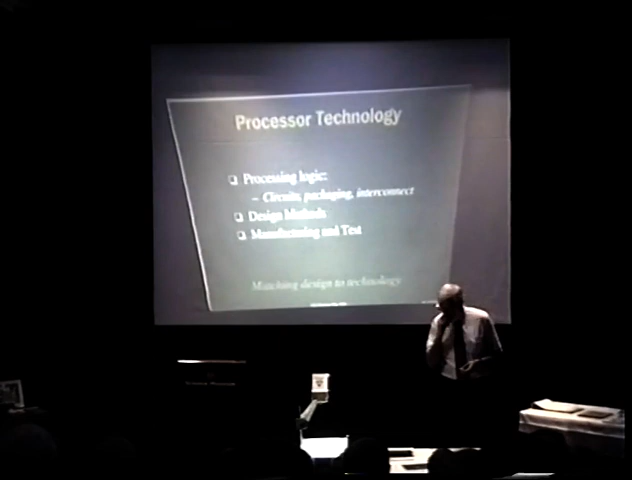 Processor Technology
❏ Processing logic:
– Circuits, packaging, interconnect
❏ Design Methods
❏ Manufacturing and Test
Matching design to technology